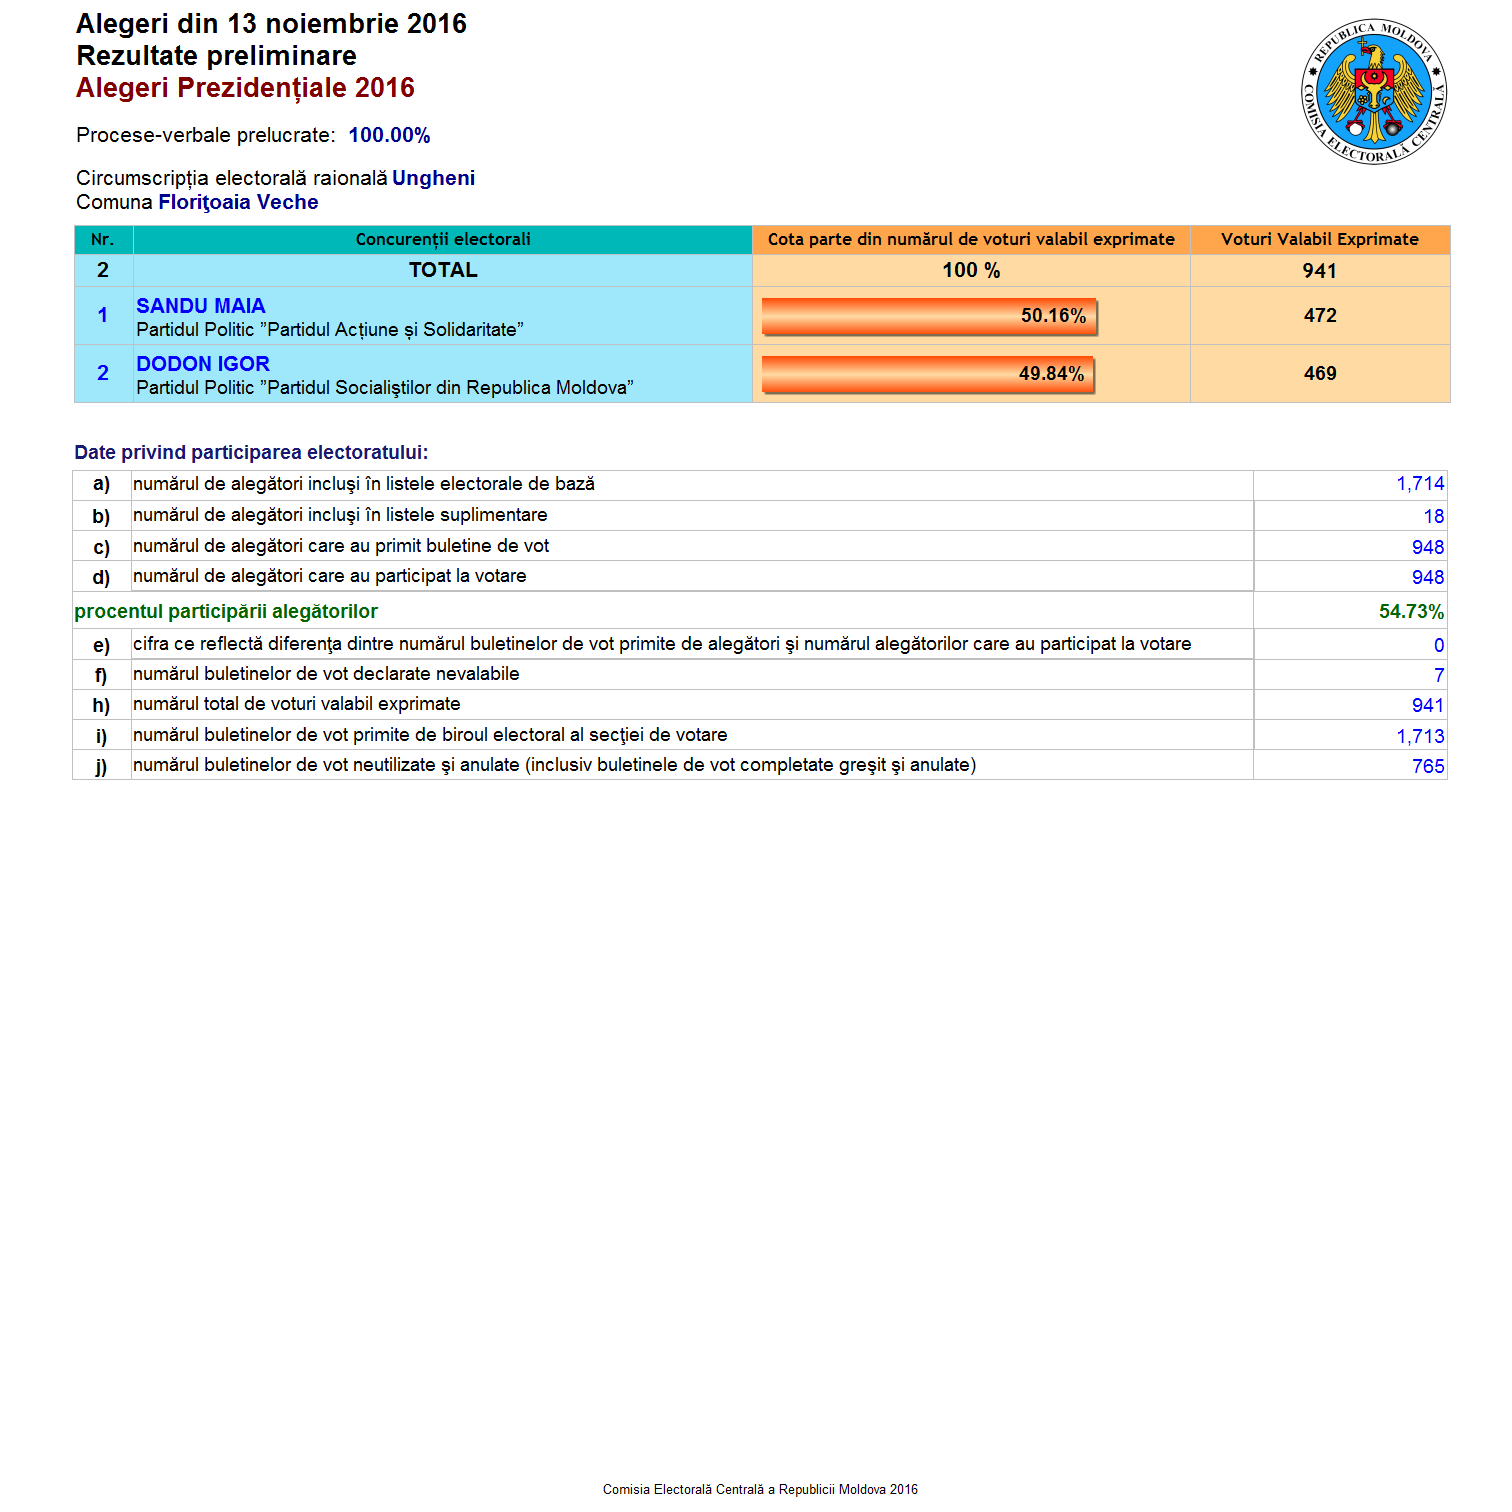 Alegeri din 13 noiembrie 2016
Rezultate preliminare
Alegeri Prezidențiale 2016
REPUBLICA MOLDOVA
COMISIA ELECTORALĂ CENTRALĂ
Procese-verbale prelucrate: 100.00%
Circumscripția electorală raională Ungheni
Comuna Floriţoaia Veche
Nr. Concurenții electorali Cota parte din numărul de voturi valabil exprimate Voturi Valabil Exprimate
2 TOTAL 100 % 941
1 SANDU MAIA 50.16% 472
Partidul Politic ”Partidul Acțiune și Solidaritate”
2 DODON IGOR 49.84% 469
Partidul Politic ”Partidul Socialiştilor din Republica Moldova”
Date privind participarea electoratului:
a) numărul de alegători incluşi în listele electorale de bază 1,714
b) numărul de alegători incluşi în listele suplimentare 18
c) numărul de alegători care au primit buletine de vot 948
d) numărul de alegători care au participat la votare 948
procentul participării alegătorilor 54.73%
e) cifra ce reflectă diferenţa dintre numărul buletinelor de vot primite de alegători şi numărul alegătorilor care au participat la votare 0
f) numărul buletinelor de vot declarate nevalabile 7
h) numărul total de voturi valabil exprimate 941
i) numărul buletinelor de vot primite de biroul electoral al secţiei de votare 1,713
j) numărul buletinelor de vot neutilizate şi anulate (inclusiv buletinele de vot completate greşit şi anulate) 765
Comisia Electorală Centrală a Republicii Moldova 2016